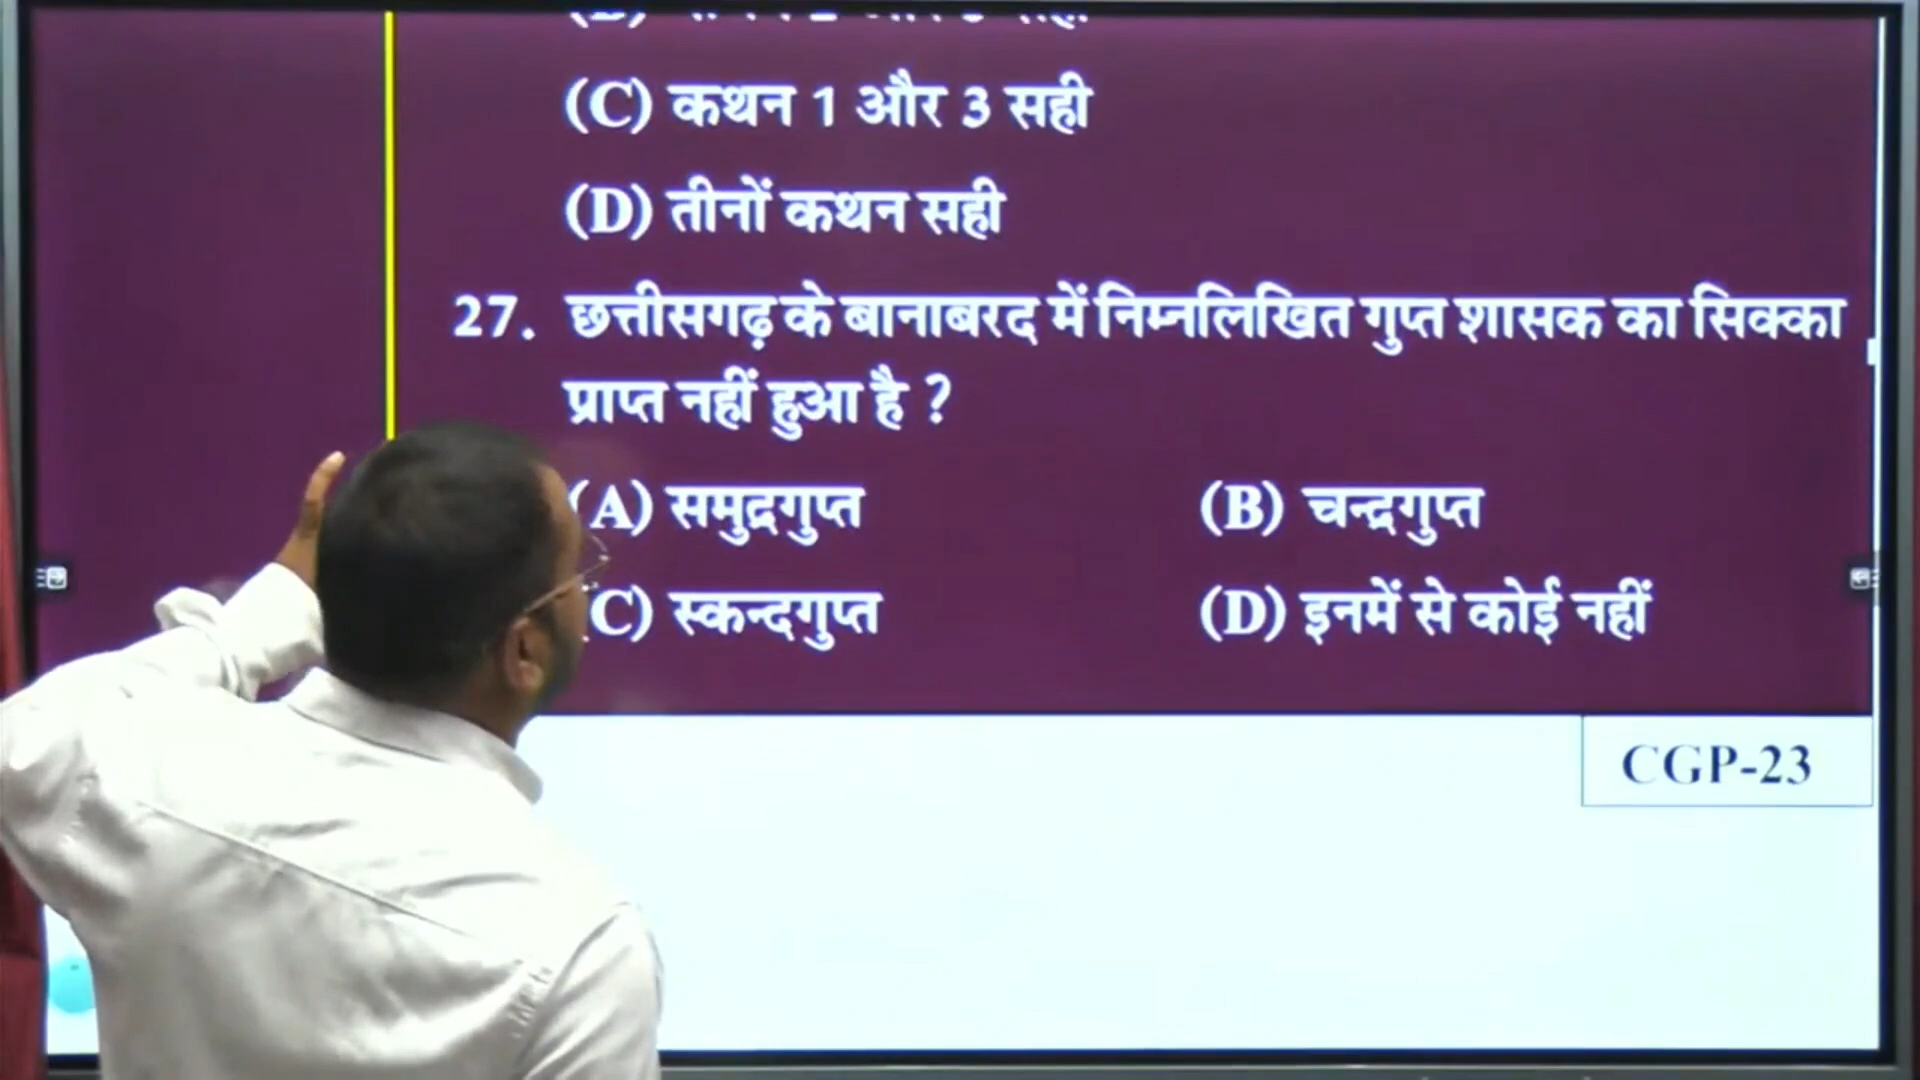 (C) कथन 1 और 3 सही
(D) तीनों कथन सही
27. छत्तीसगढ़ के बानाबरद में निम्नलिखित गुप्त शासक का सिक्का
प्राप्त नहीं हुआ है ?
(A) समुद्रगुप्त (B) चन्द्रगुप्त
(C) स्कन्दगुप्त (D) इनमें से कोई नहीं
CGP-23